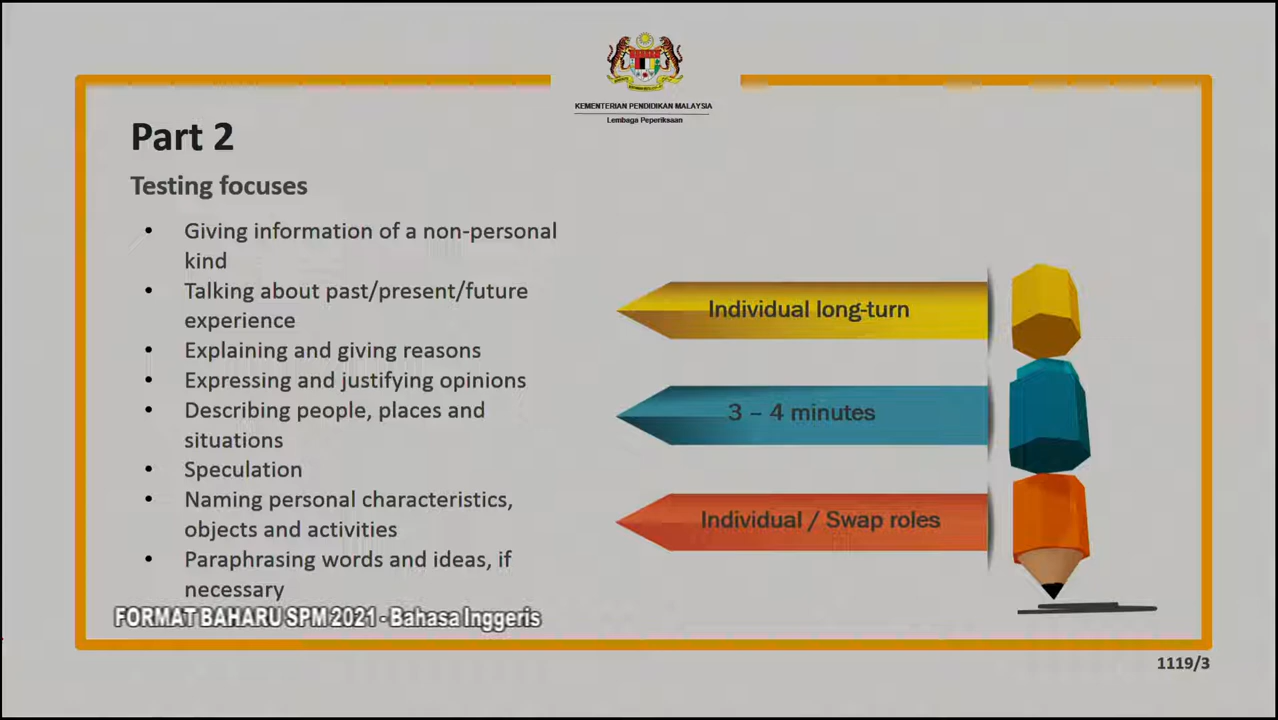 KEMENTERIAN PENDIDIKAN MALAYSIA
Lembaga Peperiksaan
Part 2
Testing focuses
• Giving information of a non-personal
kind
• Talking about past/present/future
experience
• Explaining and giving reasons
• Expressing and justifying opinions
• Describing people, places and
situations
• Speculation
• Naming personal characteristics,
objects and activities
• Paraphrasing words and ideas, if
necessary
Individual long-turn
3 – 4 minutes
Individual / Swap roles
FORMAT BAHARU SPM 2021 - Bahasa Inggeris
1119/3